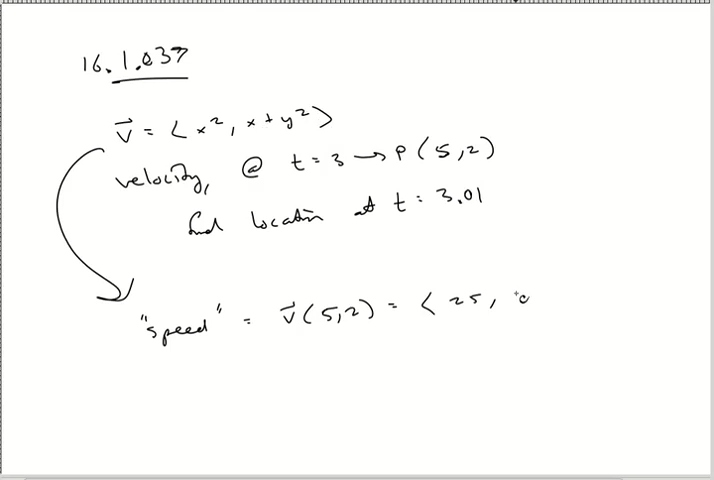 16.1.037
v⃗ = ⟨ x², x + y² ⟩
velocity, @ t = 3 → P ( 5, 2 )
find location at t = 3.01
"speed" = v⃗ ( 5, 2 ) = ⟨ 25,